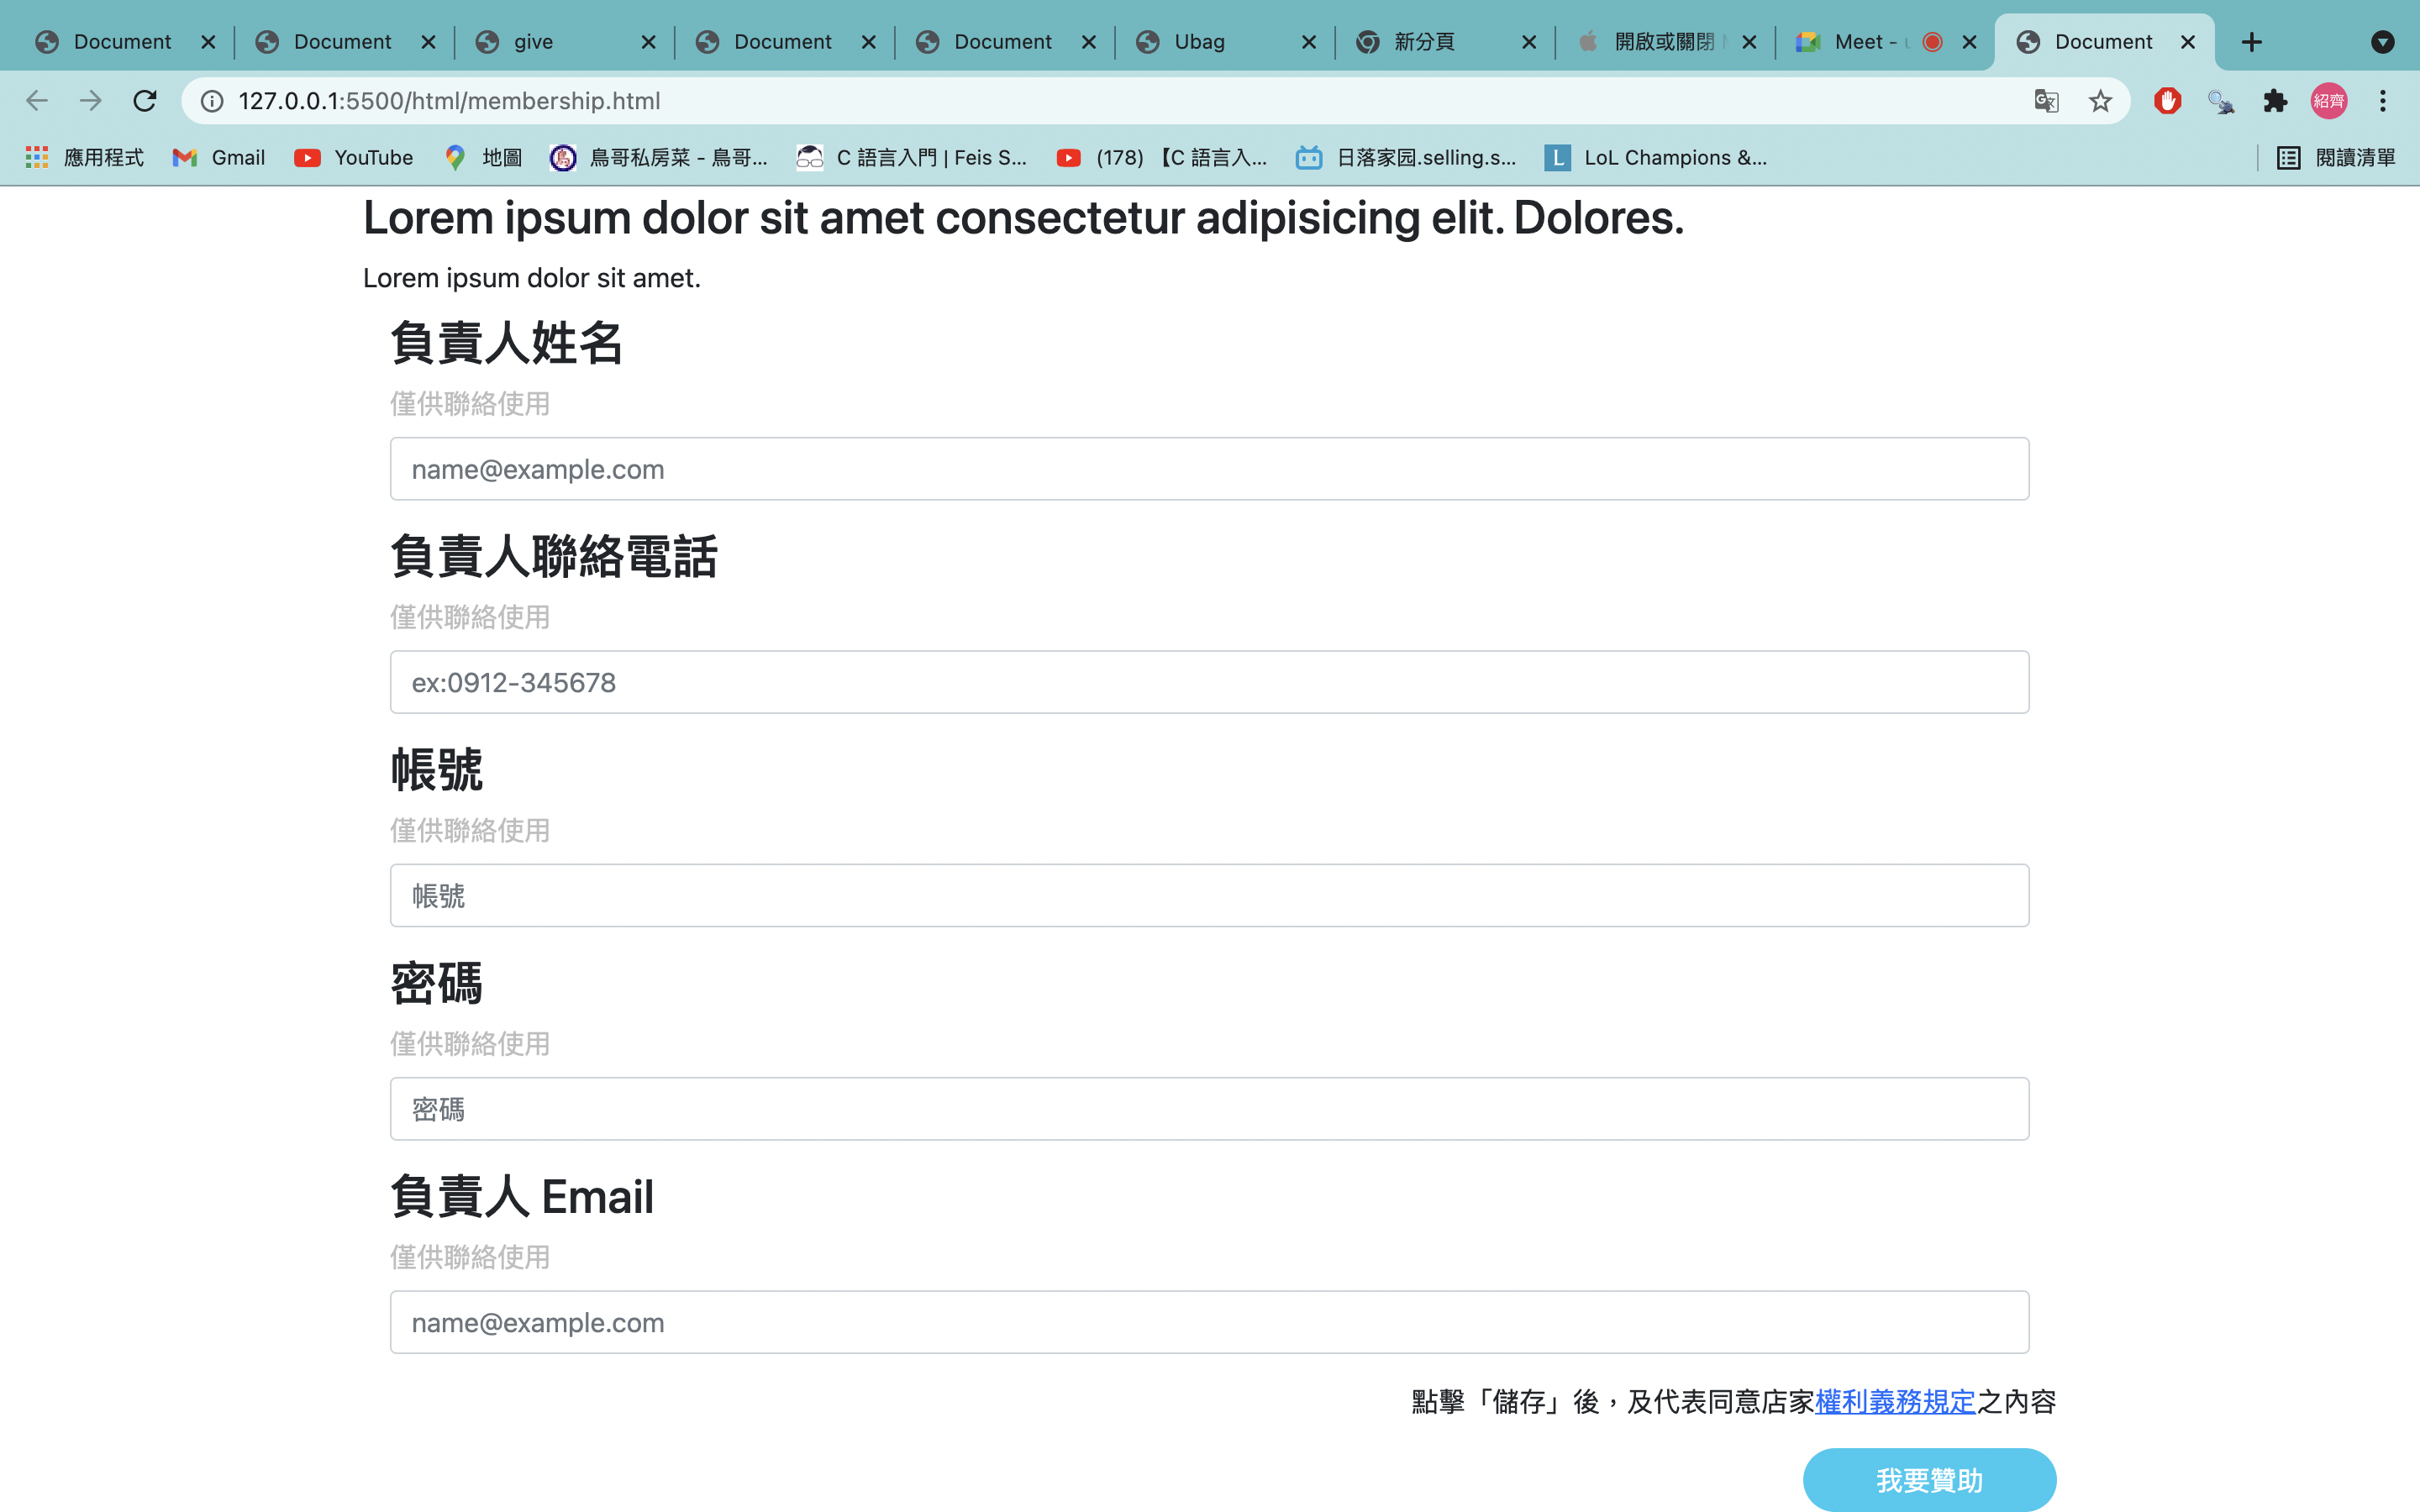 Document
Document
give
Document
Document
Ubag
新分頁
開啟或關閉
Meet -
Document
127.0.0.1:5500/html/membership.html
紹齊
應用程式
Gmail
YouTube
地圖
鳥哥私房菜 - 鳥哥...
C 語言入門 | Feis S...
(178) 【C 語言入...
日落家园.selling.s...
L
LoL Champions &...
閱讀清單
Lorem ipsum dolor sit amet consectetur adipisicing elit. Dolores.
Lorem ipsum dolor sit amet.
負責人姓名
僅供聯絡使用
name@example.com
負責人聯絡電話
僅供聯絡使用
ex:0912-345678
帳號
僅供聯絡使用
帳號
密碼
僅供聯絡使用
密碼
負責人 Email
僅供聯絡使用
name@example.com
點擊「儲存」後，及代表同意店家權利義務規定之內容
我要贊助